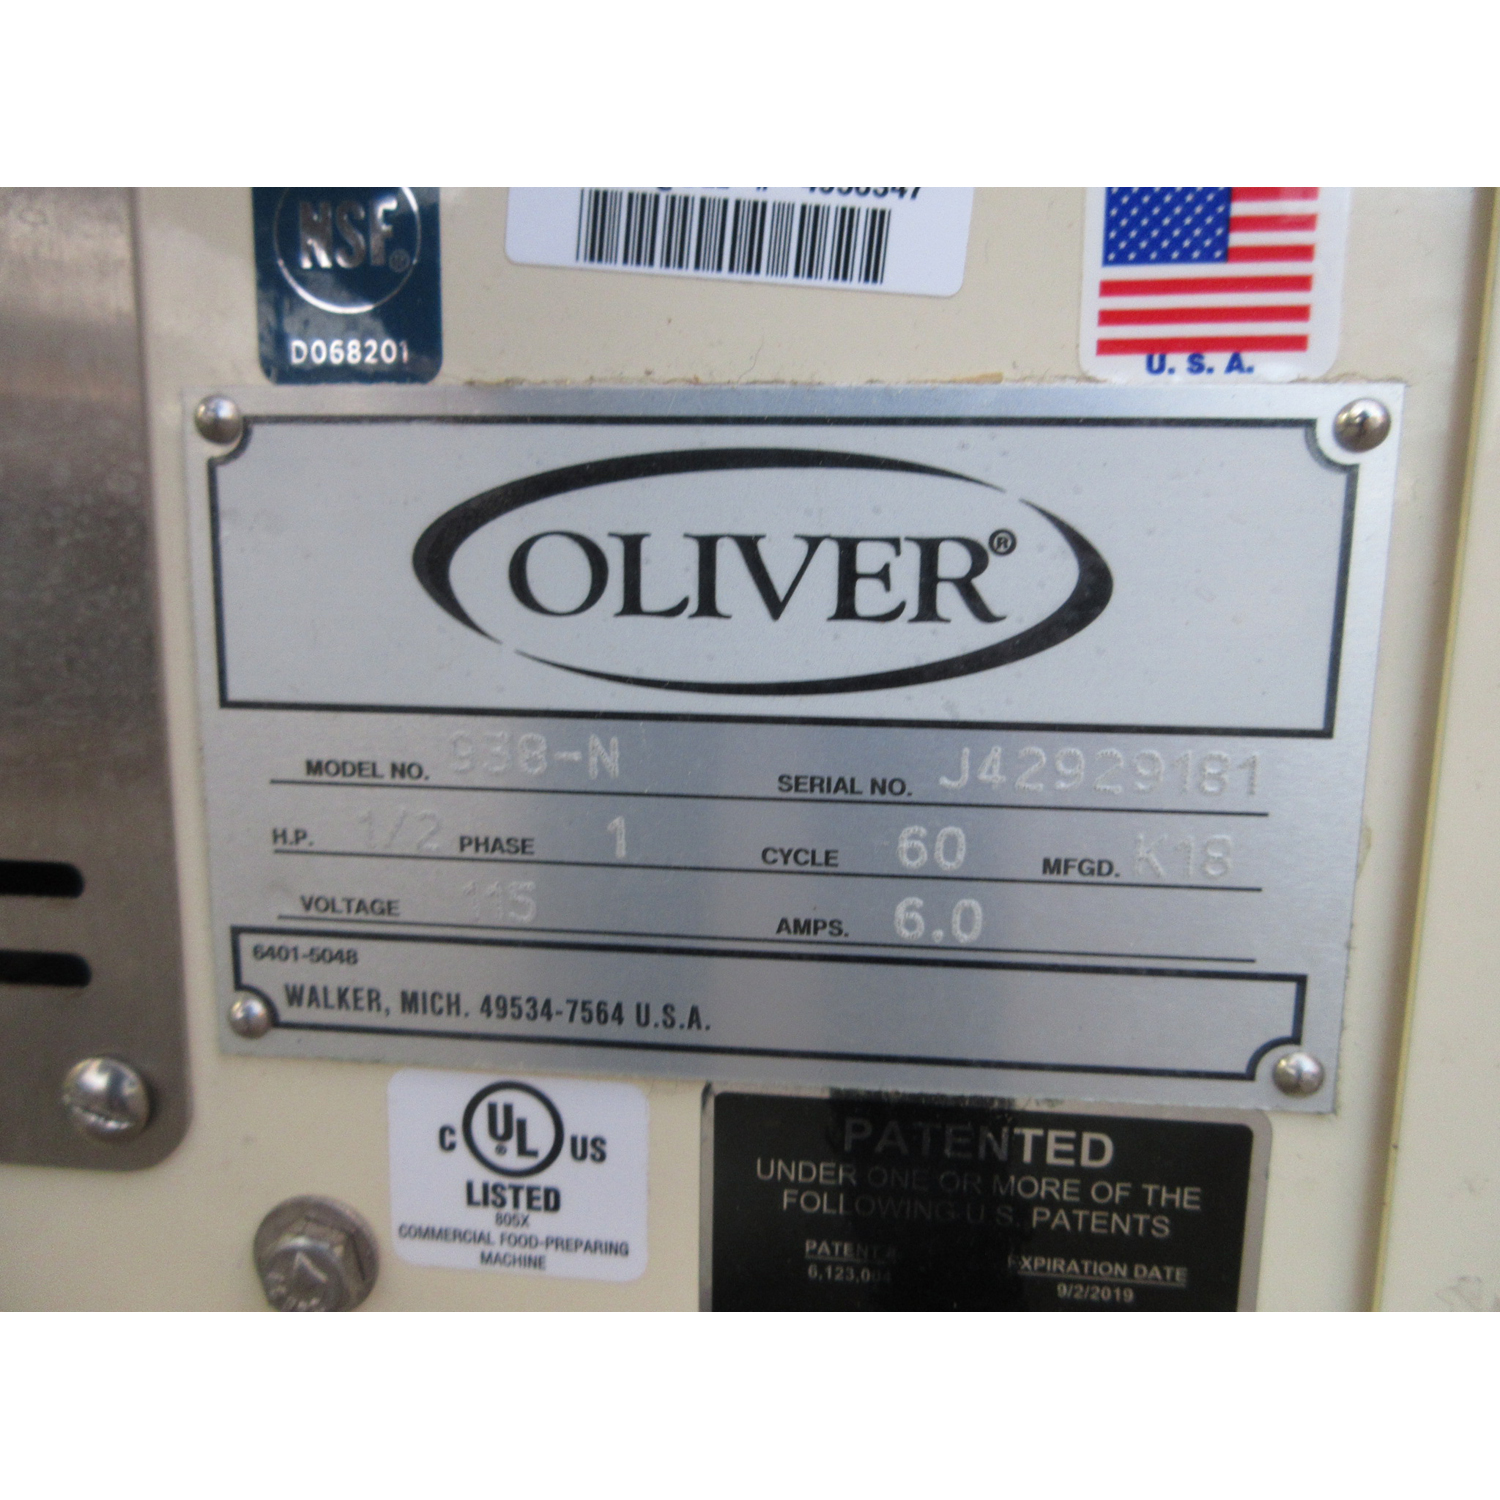 NSF®
D068201
U. S. A.
OLIVER®
MODEL NO. 938-N
SERIAL NO. J42929181
H.P. 1/2 PHASE 1 CYCLE 60 MFGD. K18
VOLTAGE 115 AMPS. 6.0
6401-5048
WALKER, MICH. 49534-7564 U.S.A.
C UL® US
LISTED
805X
COMMERCIAL FOOD-PREPARING
MACHINE
PATENTED
UNDER ONE OR MORE OF THE
FOLLOWING U.S. PATENTS
EXPIRATION DATE
9/2/2019